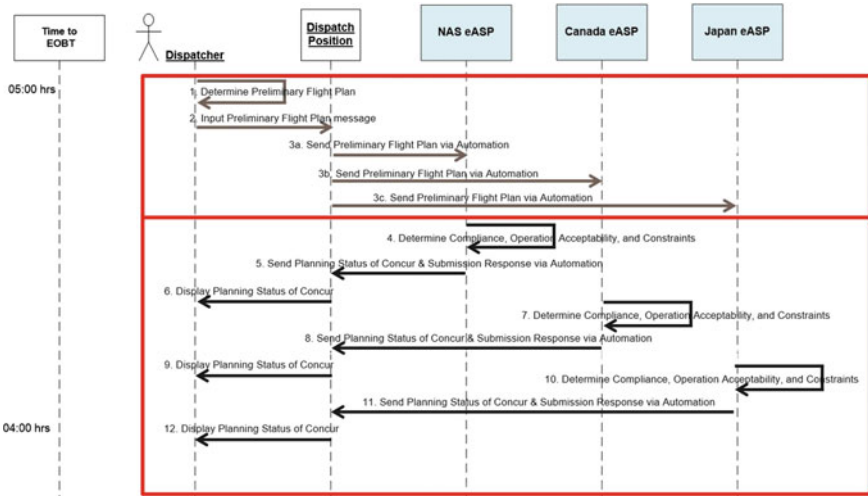 Time to
EOBT
Dispatcher
Dispatch
Position
NAS eASP
Canada eASP
Japan eASP
05:00 hrs
1. Determine Preliminary Flight Plan
2. Input Preliminary Flight Plan message
3a. Send Preliminary Flight Plan via Automation
3b. Send Preliminary Flight Plan via Automation
3c. Send Preliminary Flight Plan via Automation
4. Determine Compliance, Operation Acceptability, and Constraints
5. Send Planning Status of Concur & Submission Response via Automation
6. Display Planning Status of Concur
7. Determine Compliance, Operation Acceptability, and Constraints
8. Send Planning Status of Concur & Submission Response via Automation
9. Display Planning Status of Concur
10. Determine Compliance, Operation Acceptability, and Constraints
11. Send Planning Status of Concur & Submission Response via Automation
04:00 hrs
12. Display Planning Status of Concur